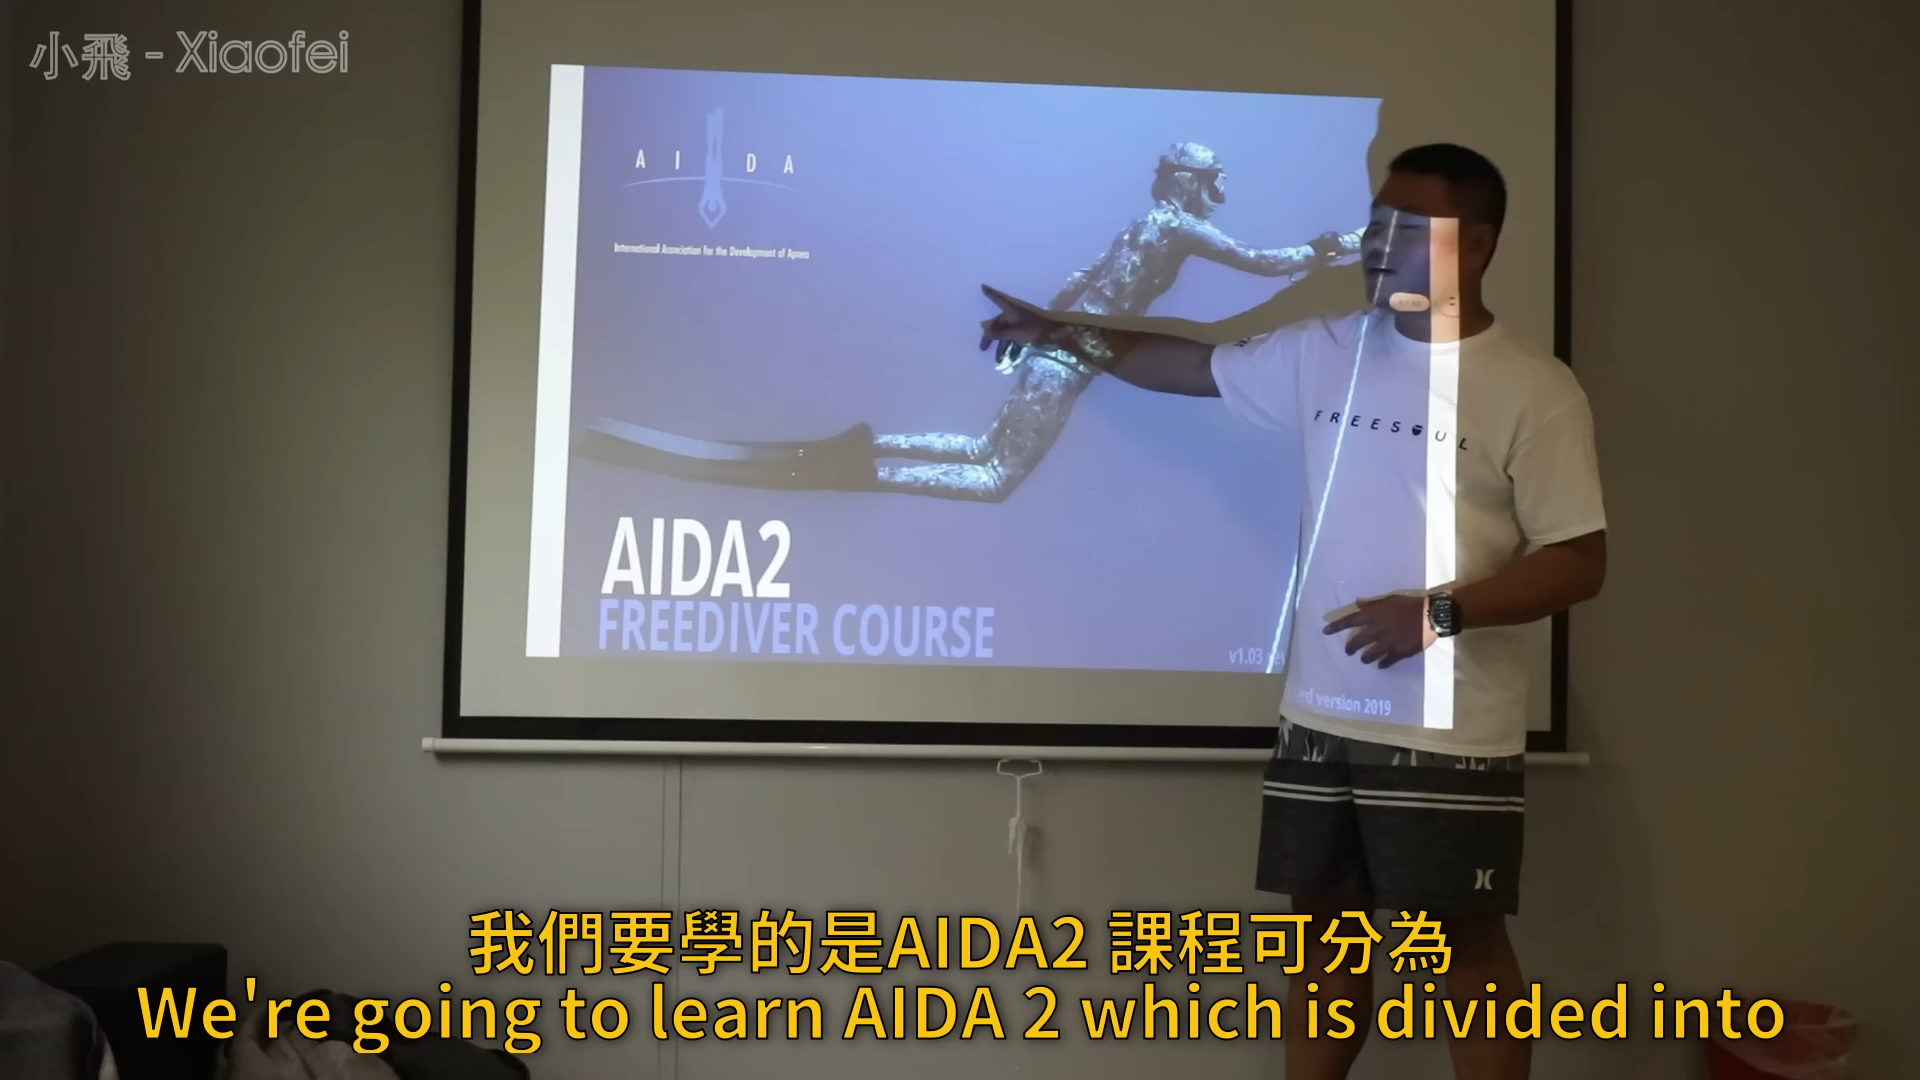 小飛 - Xiaofei
A I D A
International Association for the Development of Apnea
FREESOUL
AIDA2
FREEDIVER COURSE
v1.03
version 2019
我們要學的是AIDA2 課程可分為
We're going to learn AIDA 2 which is divided into